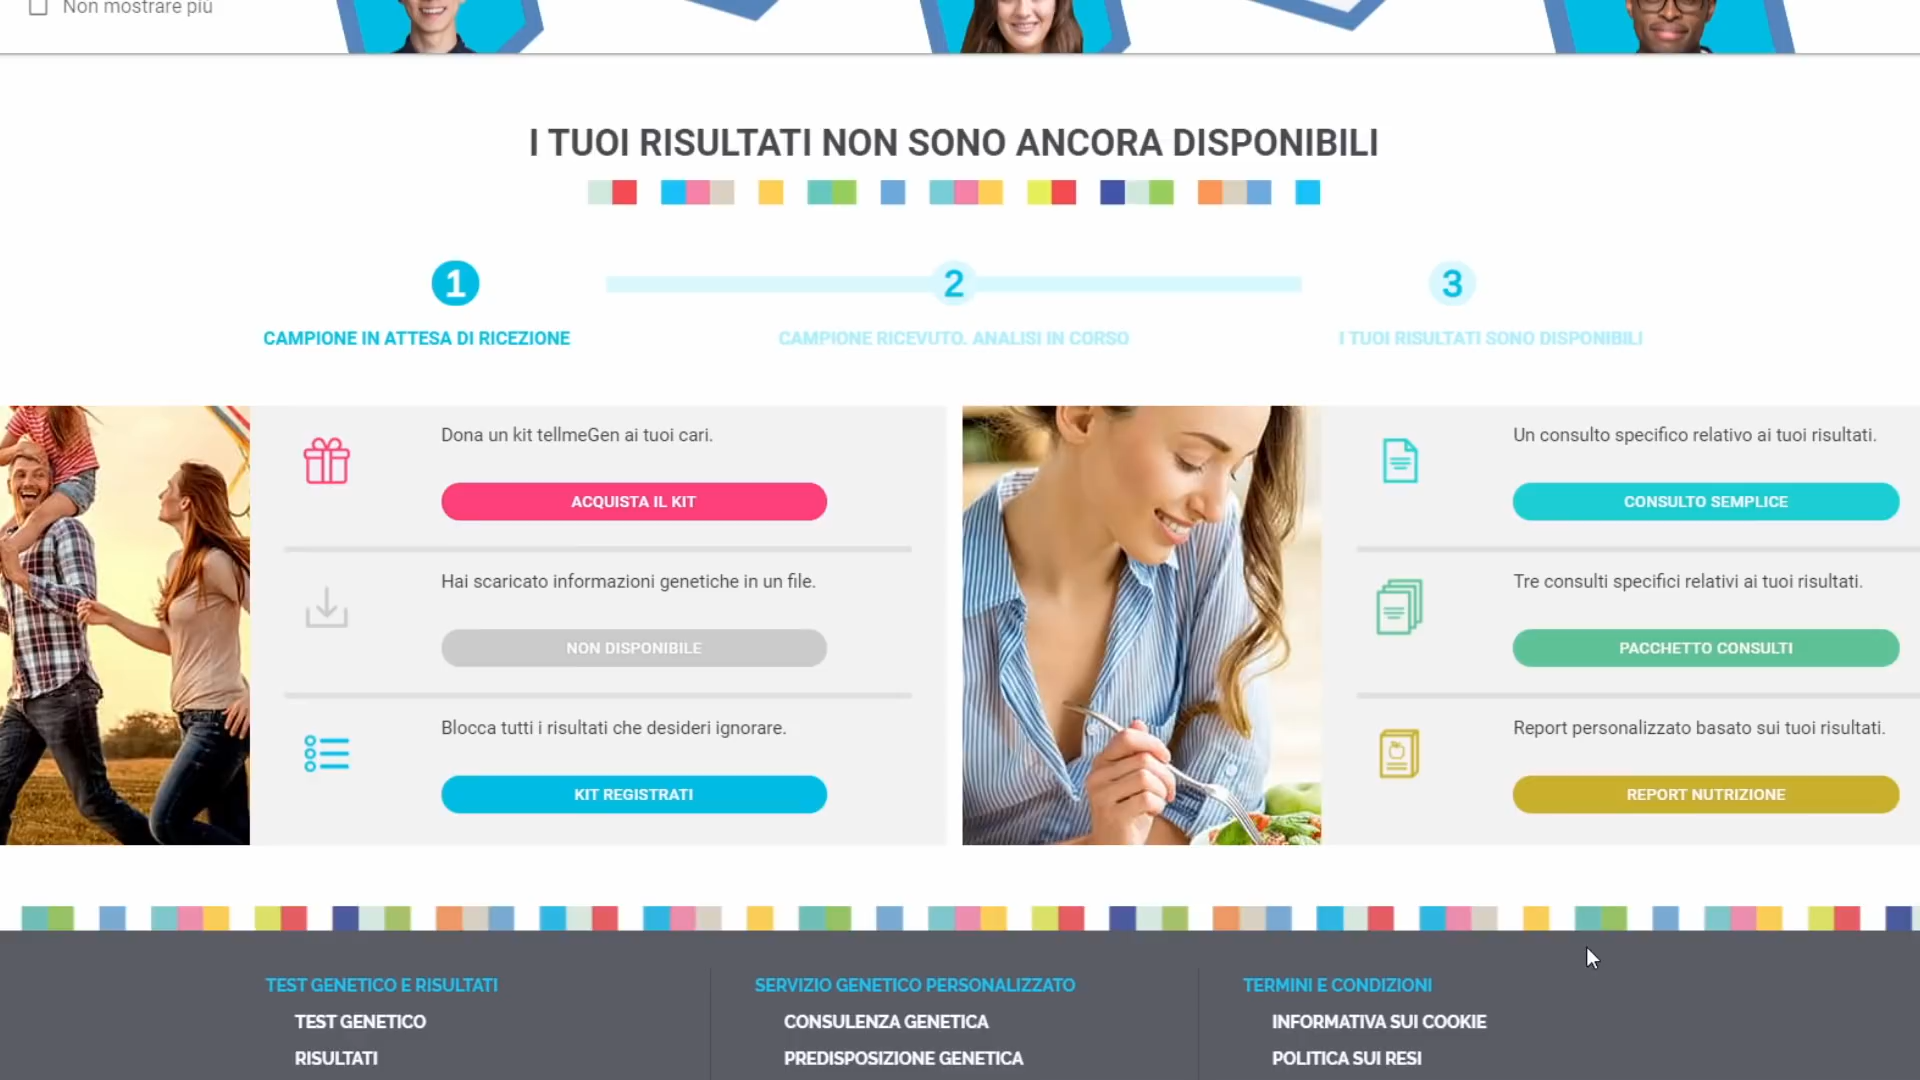 Non mostrare più
I TUOI RISULTATI NON SONO ANCORA DISPONIBILI
1
2
3
CAMPIONE IN ATTESA DI RICEZIONE
CAMPIONE RICEVUTO. ANALISI IN CORSO
I TUOI RISULTATI SONO DISPONIBILI
Dona un kit tellmeGen ai tuoi cari.
ACQUISTA IL KIT
Hai scaricato informazioni genetiche in un file.
NON DISPONIBILE
Blocca tutti i risultati che desideri ignorare.
KIT REGISTRATI
Un consulto specifico relativo ai tuoi risultati.
CONSULTO SEMPLICE
Tre consulti specifici relativi ai tuoi risultati.
PACCHETTO CONSULTI
Report personalizzato basato sui tuoi risultati.
REPORT NUTRIZIONE
TEST GENETICO E RISULTATI
TEST GENETICO
RISULTATI
SERVIZIO GENETICO PERSONALIZZATO
CONSULENZA GENETICA
PREDISPOSIZIONE GENETICA
TERMINI E CONDIZIONI
INFORMATIVA SUI COOKIE
POLITICA SUI RESI